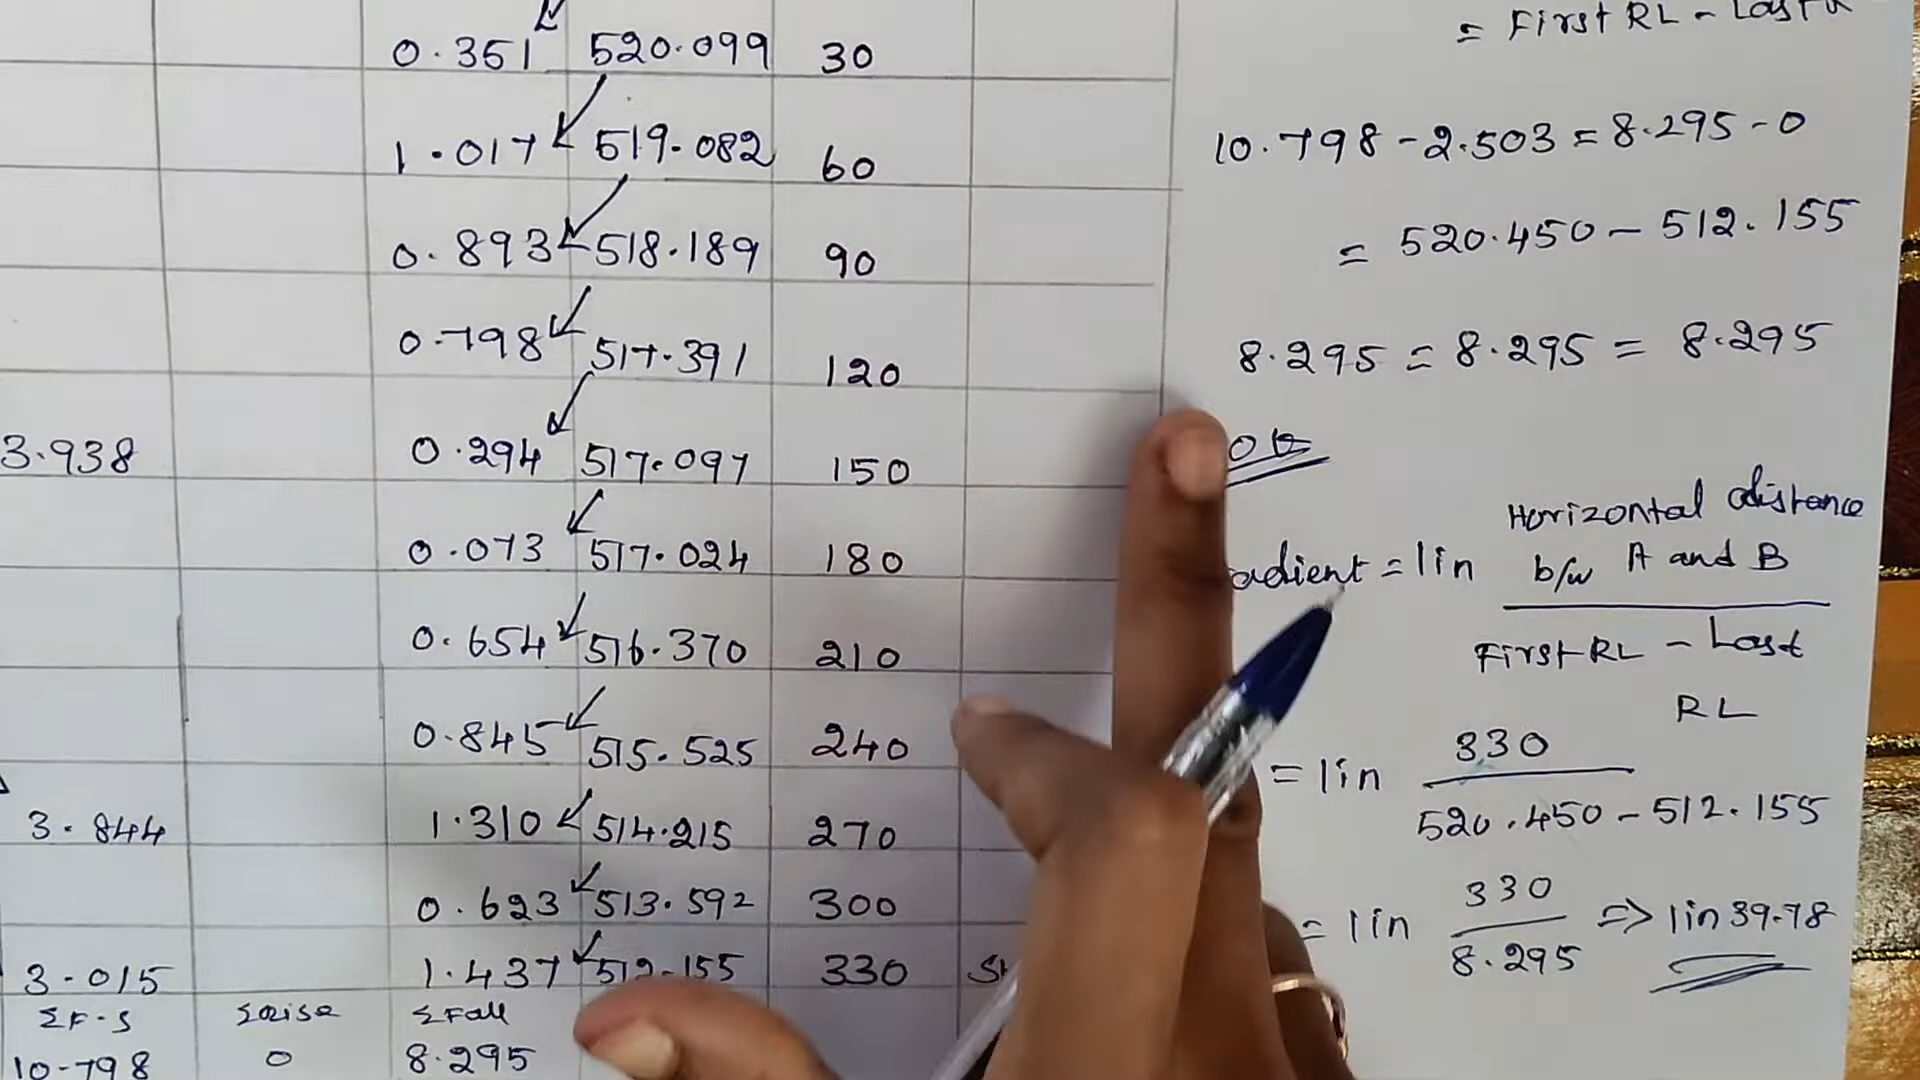 0.351 520.099 30
1.017 519.082 60
0.893 518.189 90
0.798 517.391 120
3.938 0.294 517.097 150
0.073 517.024 180
0.654 516.370 210
0.845 515.525 240
3.844 1.310 514.215 270
0.623 513.592 300
3.015 1.437 512.155 330
ΣF.S Σrise Σfall
10.798 0 8.295
= First RL - Last R
10.798 - 2.503 = 8.295 - 0
= 520.450 - 512.155
8.295 = 8.295 = 8.295
adient = 1 in Horizontal distance
b/w A and B
First RL - Last
RL
= 1 in 330
520.450 - 512.155
= 1 in 330
8.295
=> 1 in 39.78